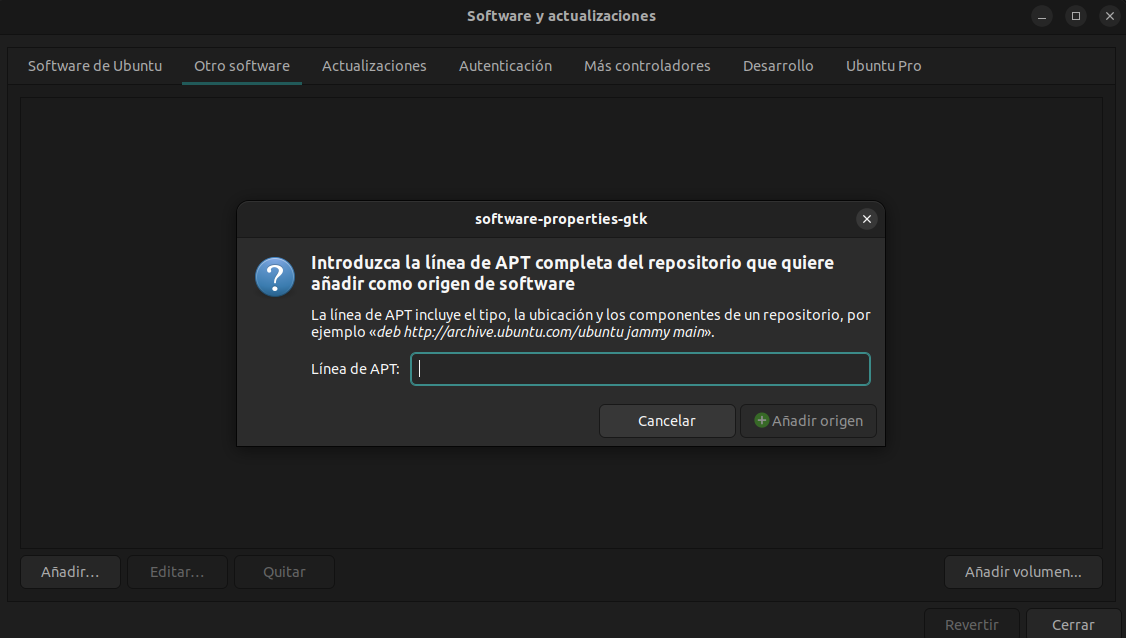 Software y actualizaciones
Software de Ubuntu Otro software Actualizaciones Autenticación Más controladores Desarrollo Ubuntu Pro
software-properties-gtk
Introduzca la línea de APT completa del repositorio que quiere
añadir como origen de software
La línea de APT incluye el tipo, la ubicación y los componentes de un repositorio, por
ejemplo «deb http://archive.ubuntu.com/ubuntu jammy main».
Línea de APT:
Cancelar Añadir origen
Añadir... Editar... Quitar Añadir volumen...
Revertir Cerrar